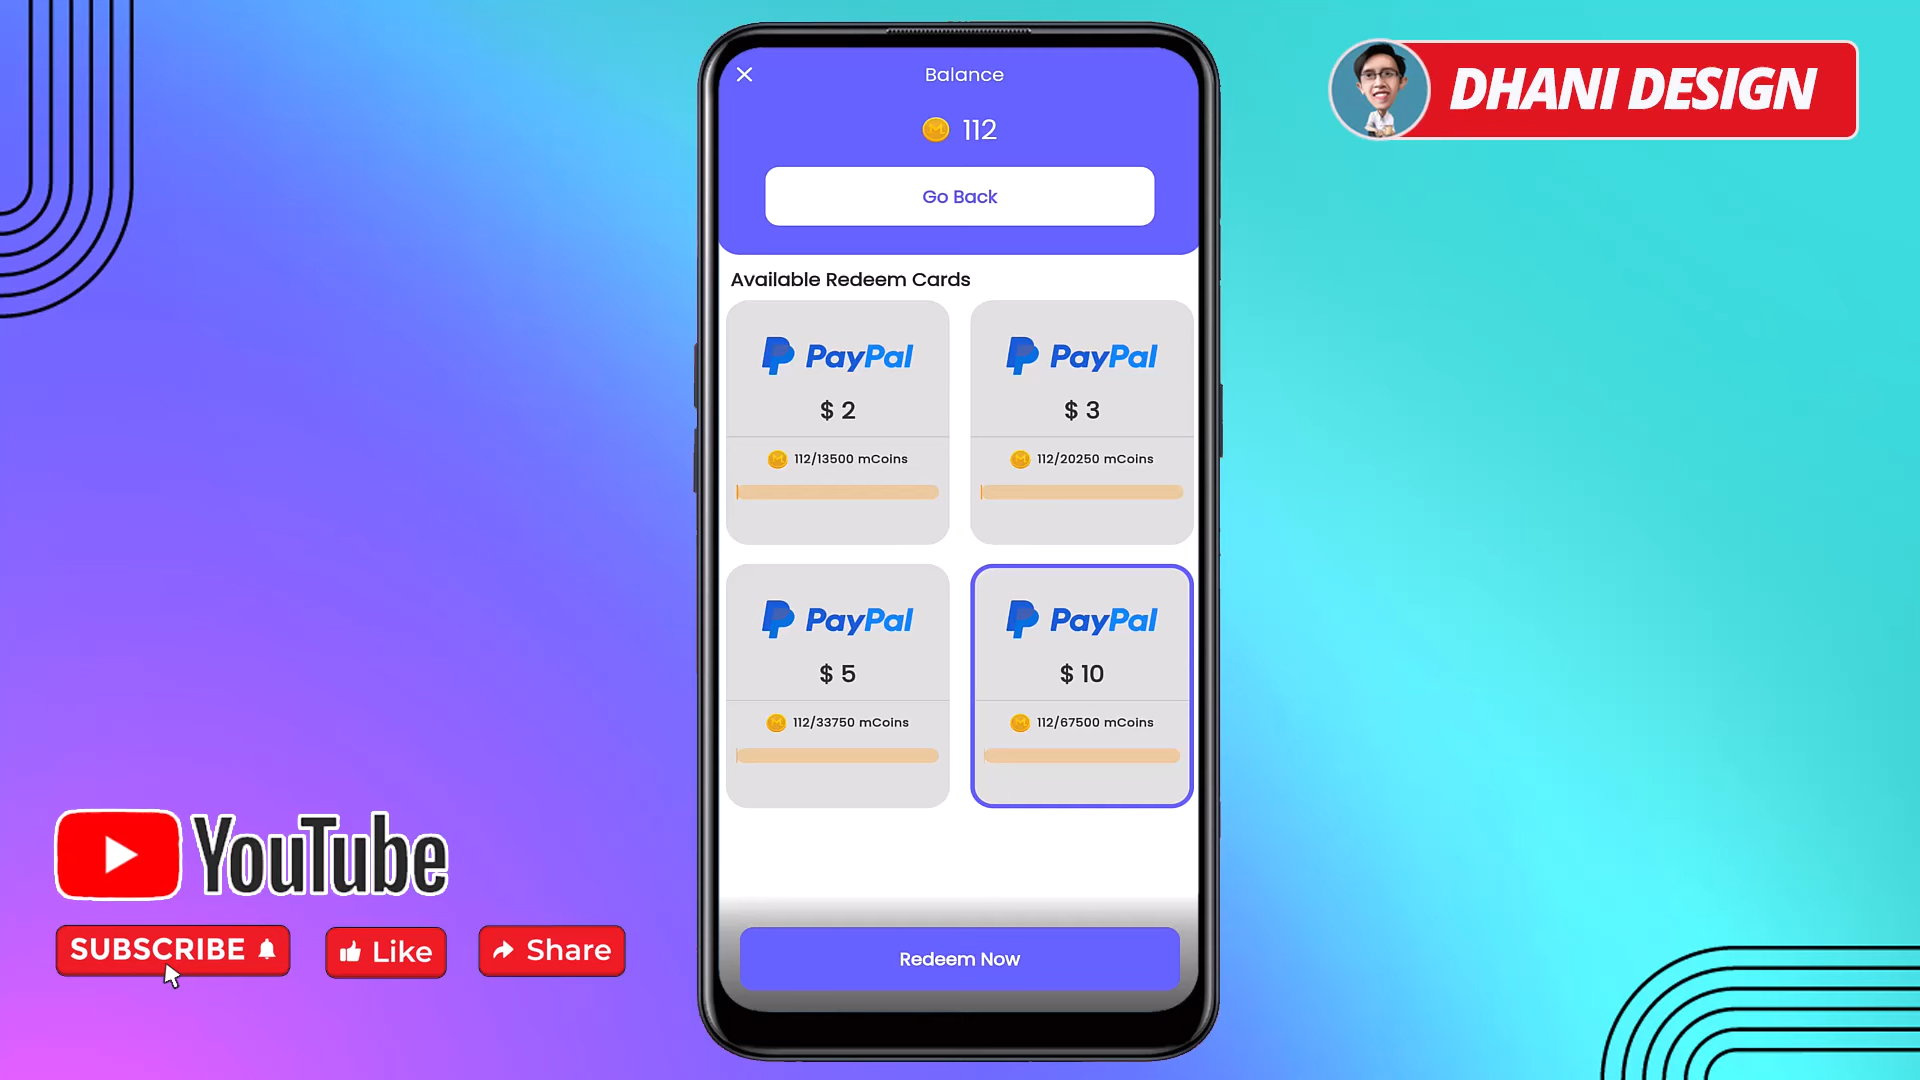 Balance
112
Go Back
Available Redeem Cards
PayPal
$ 2
112/13500 mCoins
PayPal
$ 3
112/20250 mCoins
PayPal
$ 5
112/33750 mCoins
PayPal
$ 10
112/67500 mCoins
Redeem Now
DHANI DESIGN
YouTube
SUBSCRIBE
Like
Share